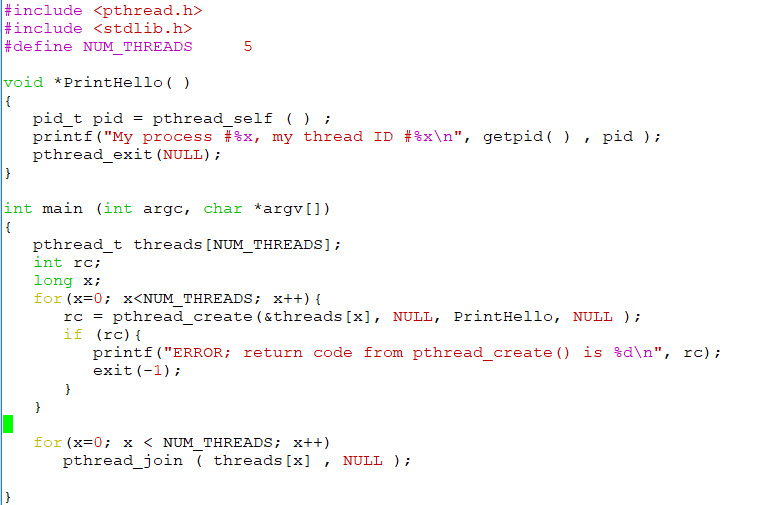 #include <pthread.h>
#include <stdlib.h>
#define NUM_THREADS     5

void *PrintHello( )
{
   pid_t pid = pthread_self ( ) ;
   printf("My process #%x, my thread ID #%x\n", getpid( ) , pid );
   pthread_exit(NULL);
}

int main (int argc, char *argv[])
{
   pthread_t threads[NUM_THREADS];
   int rc;
   long x;
   for(x=0; x<NUM_THREADS; x++){
      rc = pthread_create(&threads[x], NULL, PrintHello, NULL );
      if (rc){
         printf("ERROR; return code from pthread_create() is %d\n", rc);
         exit(-1);
      }
   }

   for(x=0; x < NUM_THREADS; x++)
      pthread_join ( threads[x] , NULL );

}